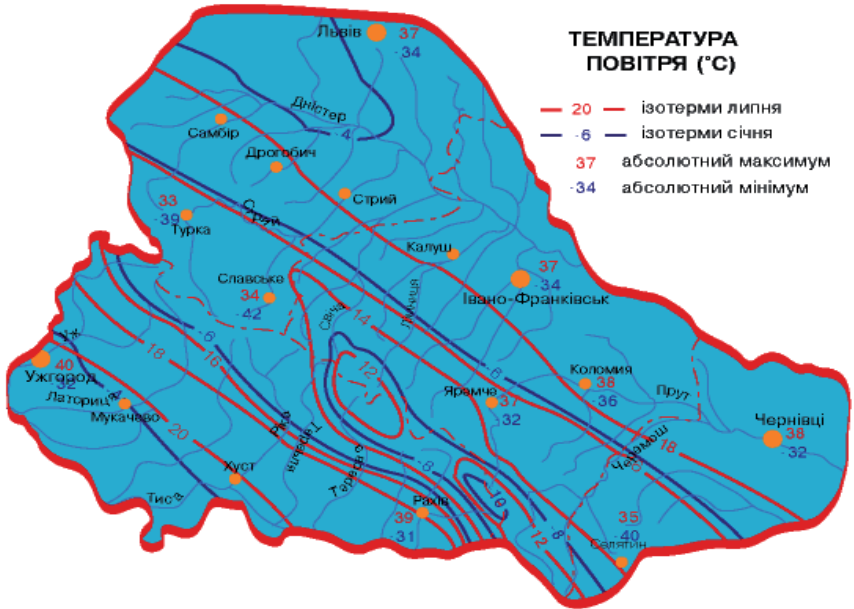 ТЕМПЕРАТУРА
ПОВІТРЯ (°C)
20 ізотерми липня
-6 ізотерми січня
37 абсолютний максимум
-34 абсолютний мінімум
Львів
37
-34
Дністер
-4
Самбір
Дрогобич
Стрий
33
-39
Турка
Стрий
Калуш
Славське
34
-42
Свіча
Лімниця
37
-34
Івано-Франківськ
14
-6
12
Уж
40
Ужгород
-32
Латориця
-4
Мукачево
18
16
-6
20
Хуст
Тиса
Ріка
Теребля
Тересва
-8
Яремче
37
32
Коломия
38
-36
Прут
Черемош
18
Чернівці
38
-32
10
Рахів
39
-31
12
-8
35
-40
Селятин